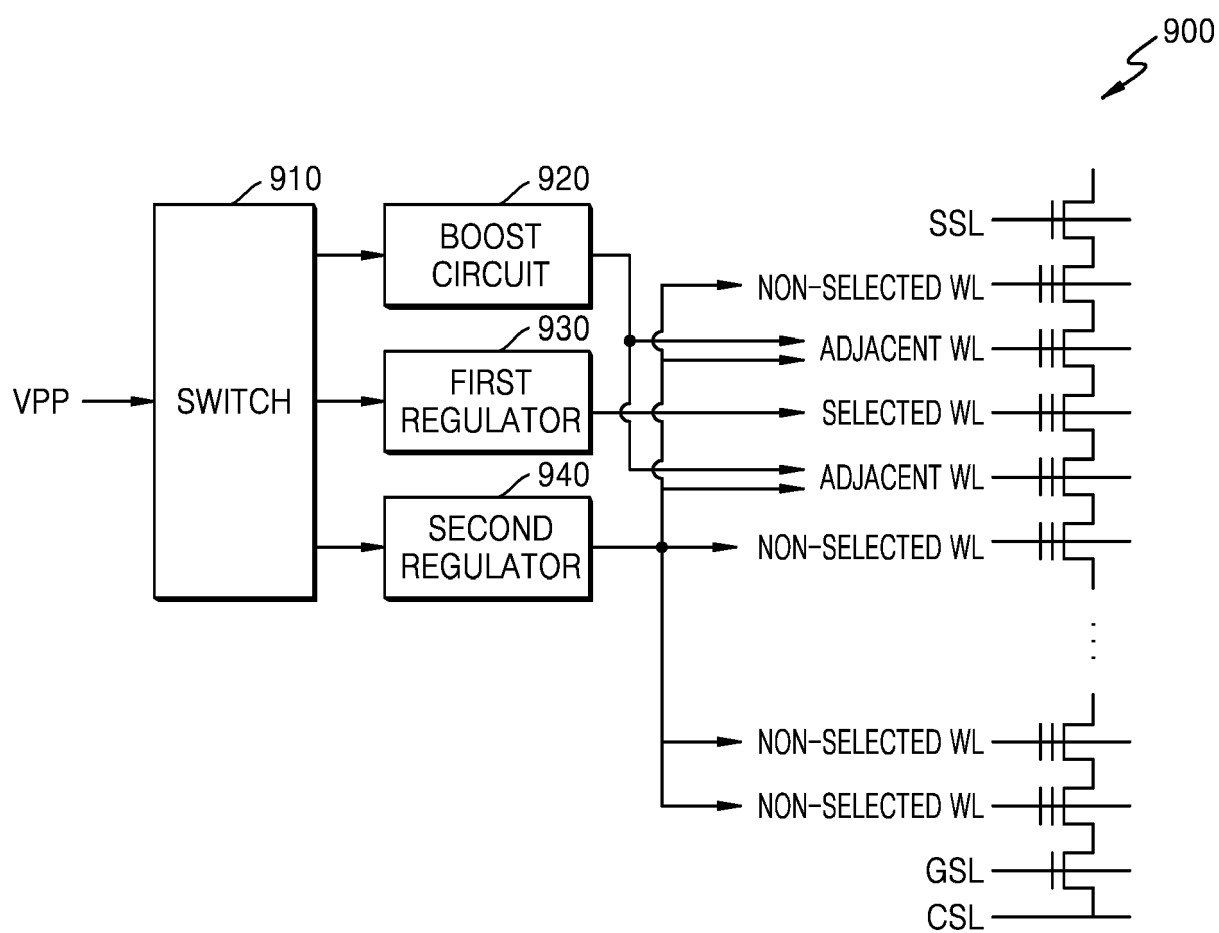 900
910
920
SSL
BOOST
CIRCUIT
NON-SELECTED WL
930
ADJACENT WL
VPP
SWITCH
FIRST
REGULATOR
SELECTED WL
940
ADJACENT WL
SECOND
REGULATOR
NON-SELECTED WL
NON-SELECTED WL
NON-SELECTED WL
GSL
CSL